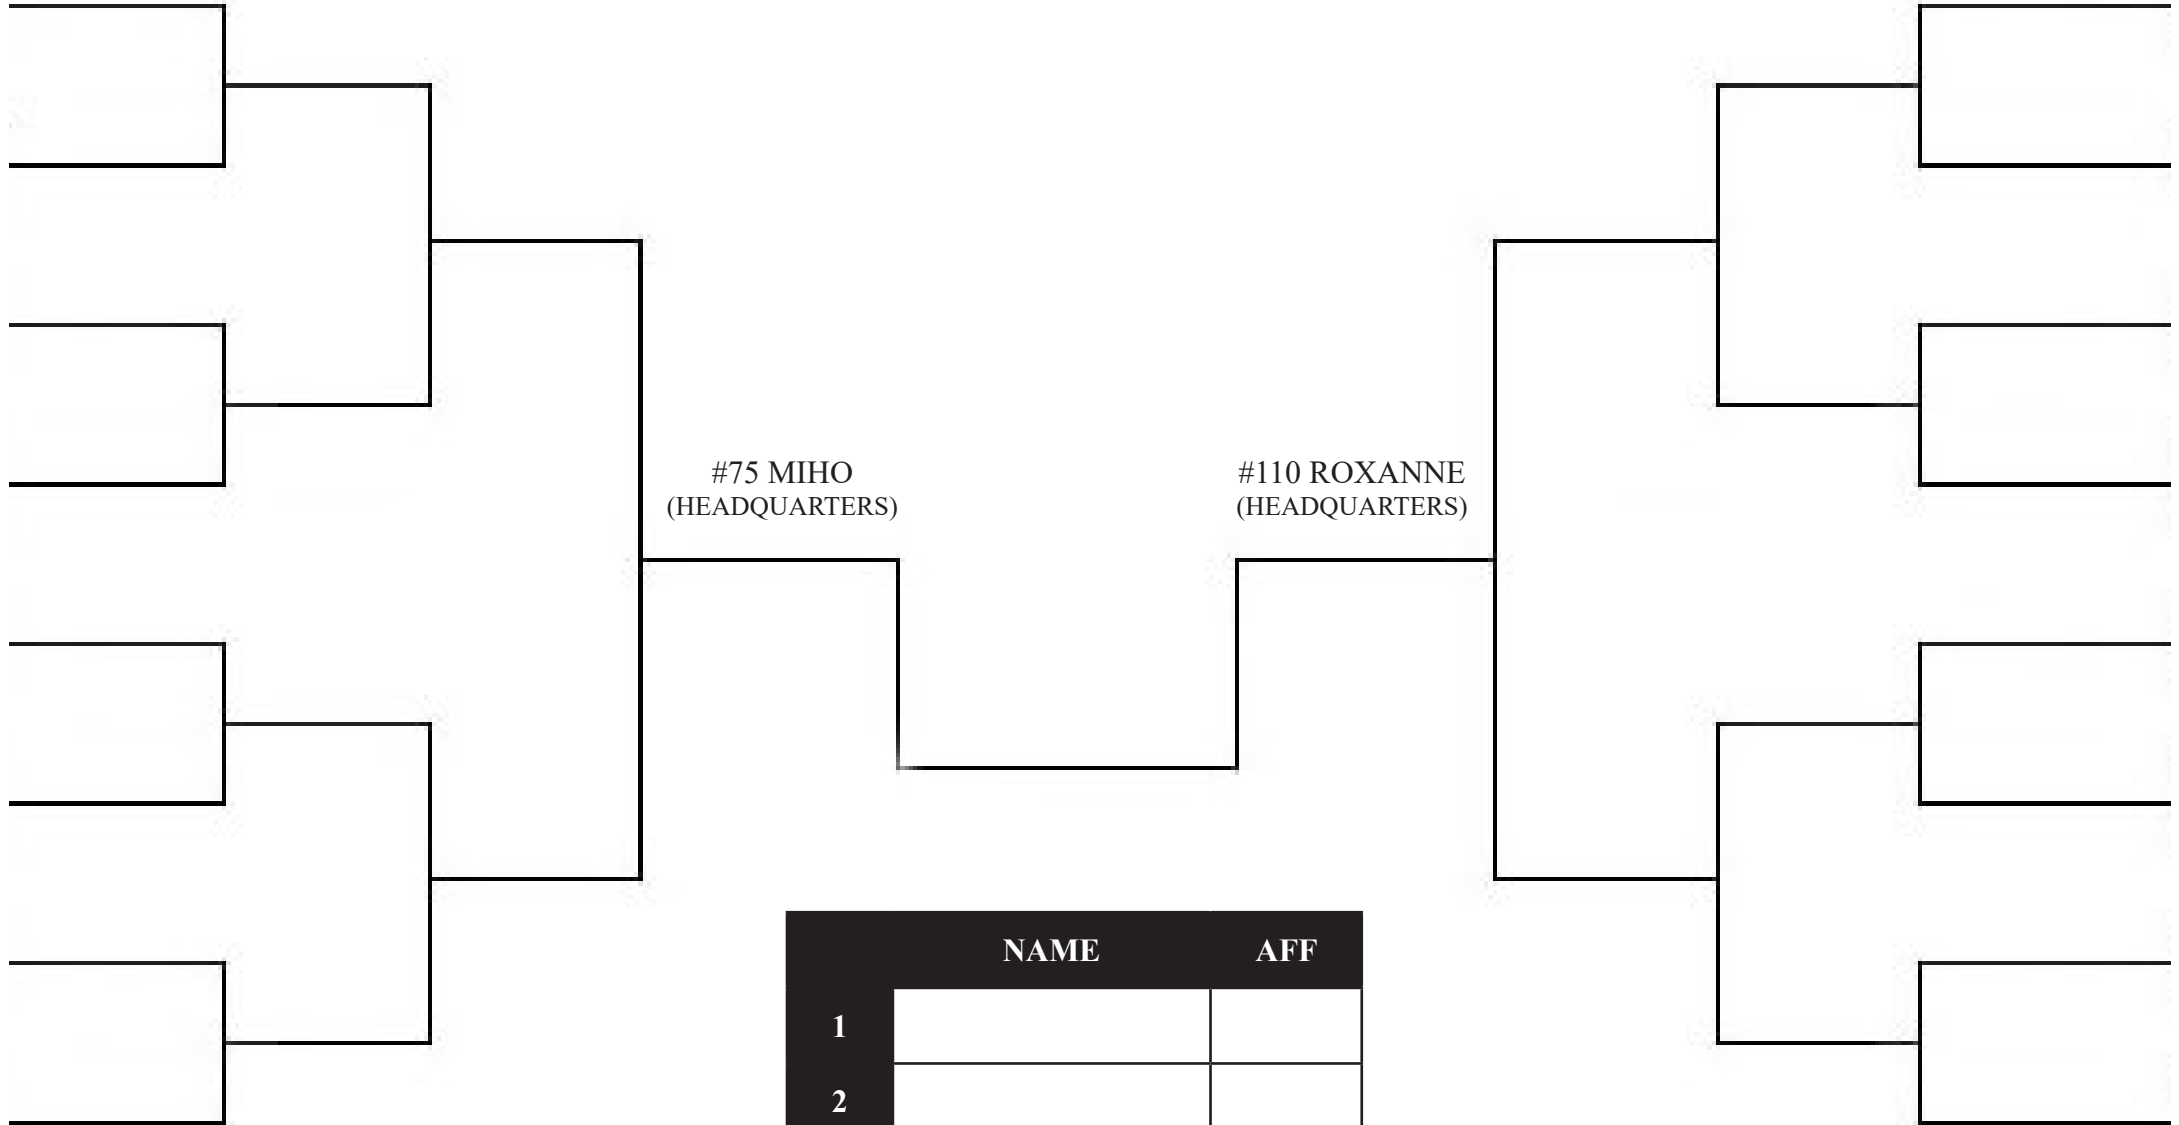 #75 MIHO
(HEADQUARTERS)
#110 ROXANNE
(HEADQUARTERS)
NAME AFF
1
2